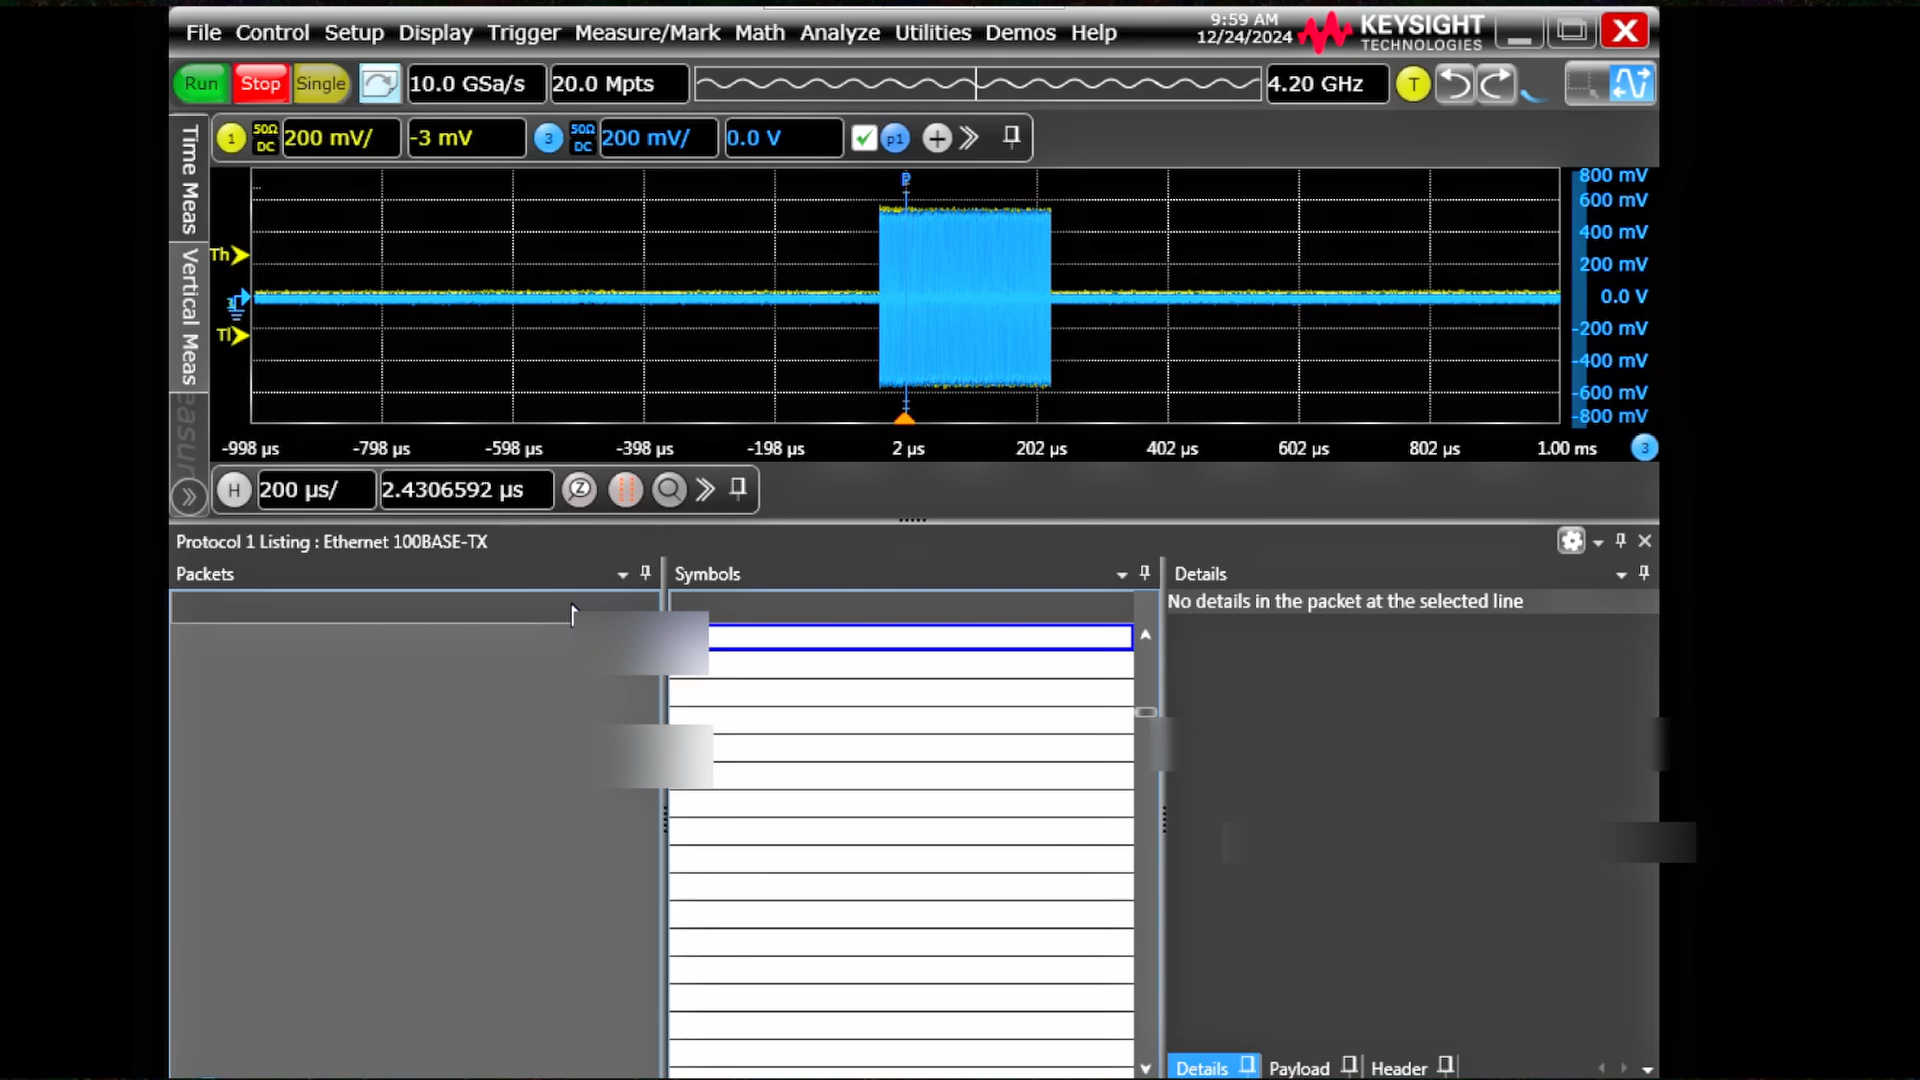 File Control Setup Display Trigger Measure/Mark Math Analyze Utilities Demos Help
9:59 AM
12/24/2024
KEYSIGHT
TECHNOLOGIES
X
Run Stop Single 10.0 GSa/s 20.0 Mpts 4.20 GHz T
1 50Ω DC 200 mV/ -3 mV 3 50Ω DC 200 mV/ 0.0 V p1
Time Meas
Vertical Meas
800 mV
600 mV
400 mV
200 mV
0.0 V
-200 mV
-400 mV
-600 mV
-800 mV
Th
Tl
-998 µs -798 µs -598 µs -398 µs -198 µs 2 µs 202 µs 402 µs 602 µs 802 µs 1.00 ms 3
H 200 µs/ 2.4306592 µs Z
Protocol 1 Listing : Ethernet 100BASE-TX
Packets Symbols Details
No details in the packet at the selected line
Details Payload Header